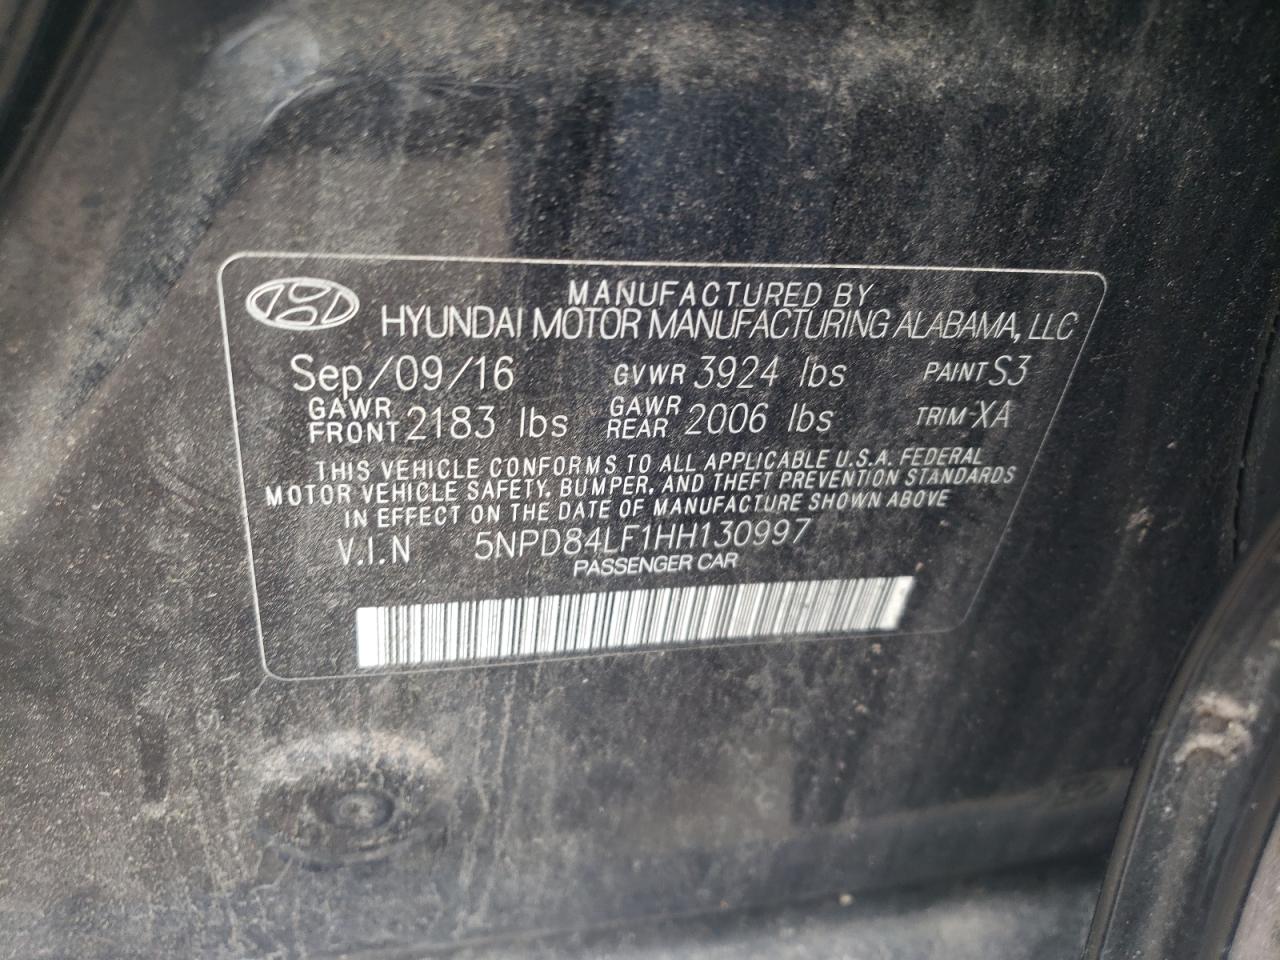 MANUFACTURED BY
HYUNDAI MOTOR MANUFACTURING ALABAMA, LLC
Sep/09/16 GVWR 3924 lbs PAINT S3
GAWR FRONT 2183 lbs GAWR REAR 2006 lbs TRIM-XA
THIS VEHICLE CONFORMS TO ALL APPLICABLE U.S.A. FEDERAL
MOTOR VEHICLE SAFETY, BUMPER, AND THEFT PREVENTION STANDARDS
IN EFFECT ON THE DATE OF MANUFACTURE SHOWN ABOVE
V.I.N 5NPD84LF1HH130997
PASSENGER CAR